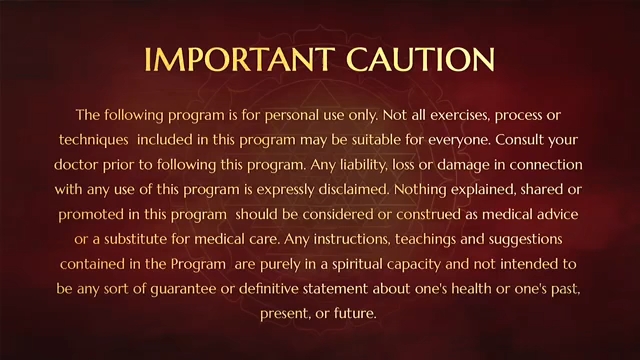 IMPORTANT CAUTION
The following program is for personal use only. Not all exercises, process or
techniques included in this program may be suitable for everyone. Consult your
doctor prior to following this program. Any liability, loss or damage in connection
with any use of this program is expressly disclaimed. Nothing explained, shared or
promoted in this program should be considered or construed as medical advice
or a substitute for medical care. Any instructions, teachings and suggestions
contained in the Program are purely in a spiritual capacity and not intended to
be any sort of guarantee or definitive statement about one's health or one's past,
present, or future.